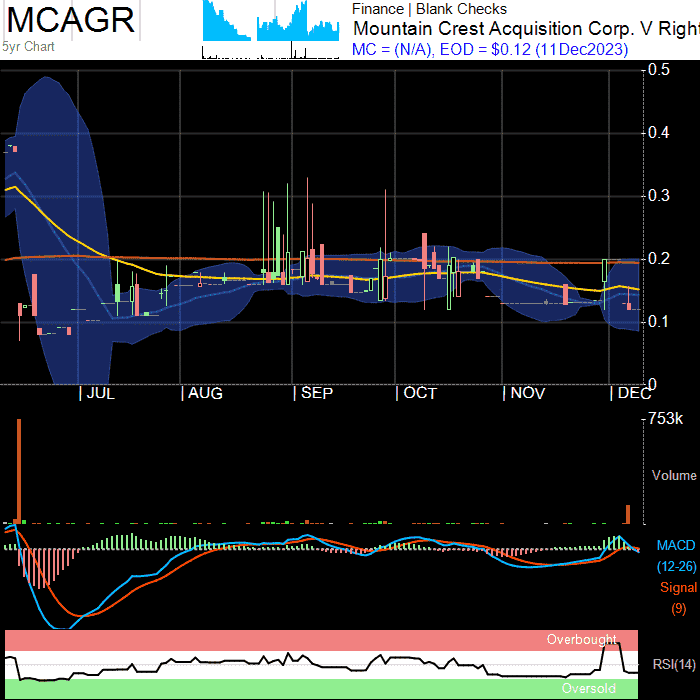 MCAGR
5yr Chart
Finance | Blank Checks
Mountain Crest Acquisition Corp. V Right
MC = (N/A), EOD = $0.12 (11Dec2023)
0.5
0.4
0.3
0.2
0.1
0
| JUL | AUG | SEP | OCT | NOV | DEC
753k
Volume
MACD
(12-26)
Signal
(9)
Overbought
RSI(14)
Oversold